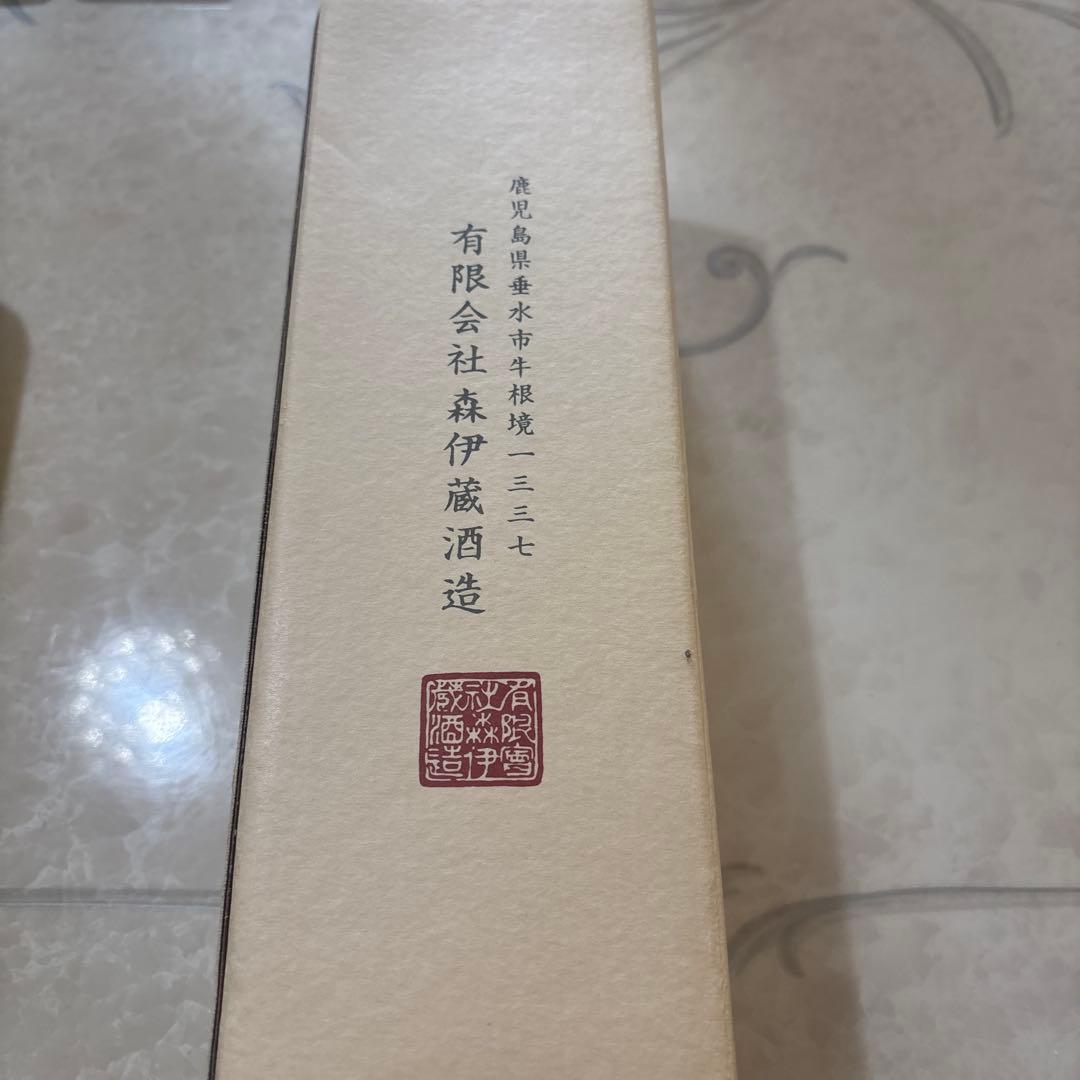 鹿児島県垂水市牛根境一三三七
有限会社森伊蔵酒造
有限會
社森伊
蔵酒造